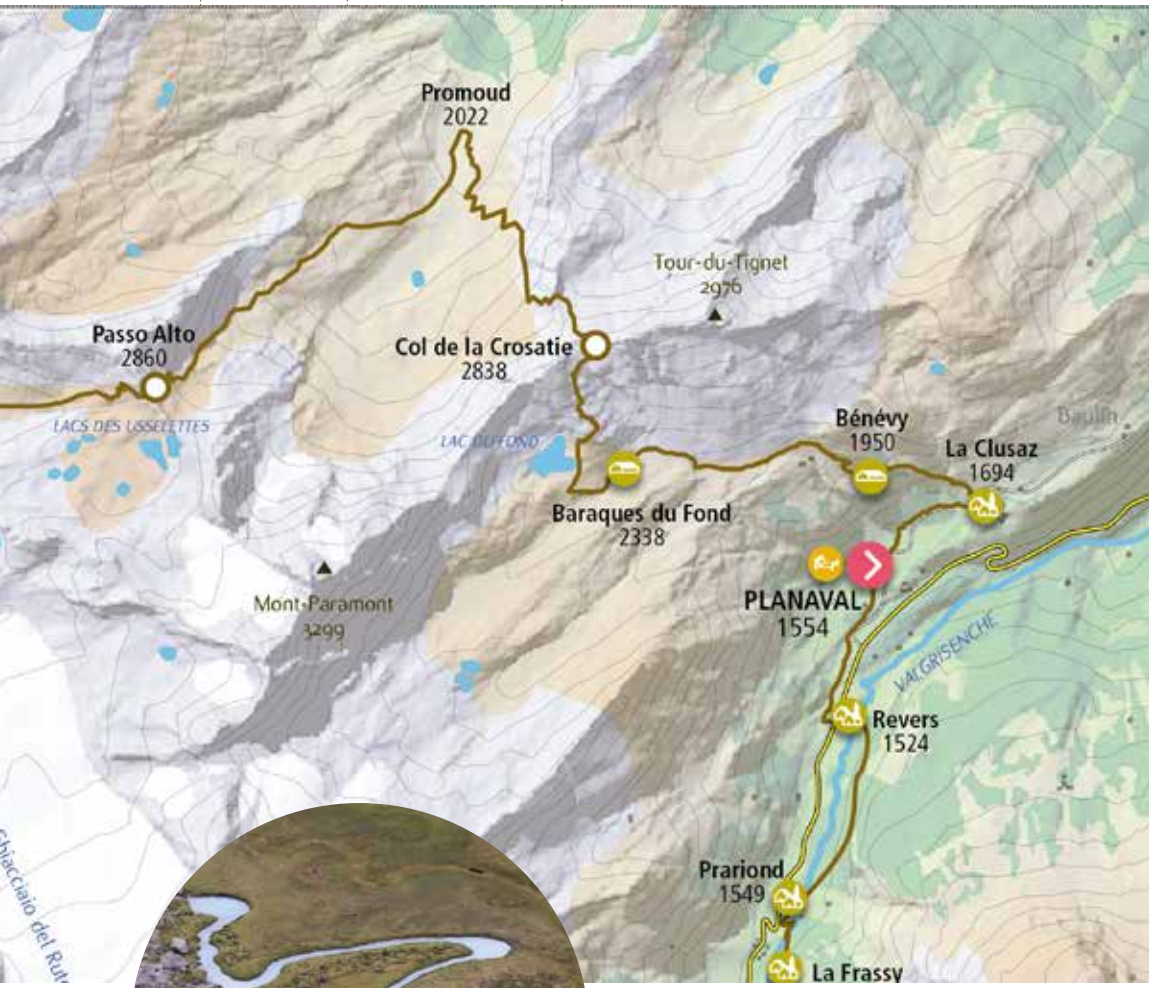 Promoud
2022
Tour-du-Tignet
2976
Passo Alto
2860
Col de la Crosatie
2838
LACS DES USSELETTES
LAC DU FOND
Bénévy
1950
Baulin
La Clusaz
1694
Baraques du Fond
2338
PLANAVAL
1554
Mont-Paramont
3299
VALGRISENCHE
Revers
1524
Ghiacciaio del
Prariond
1549
La Frassy